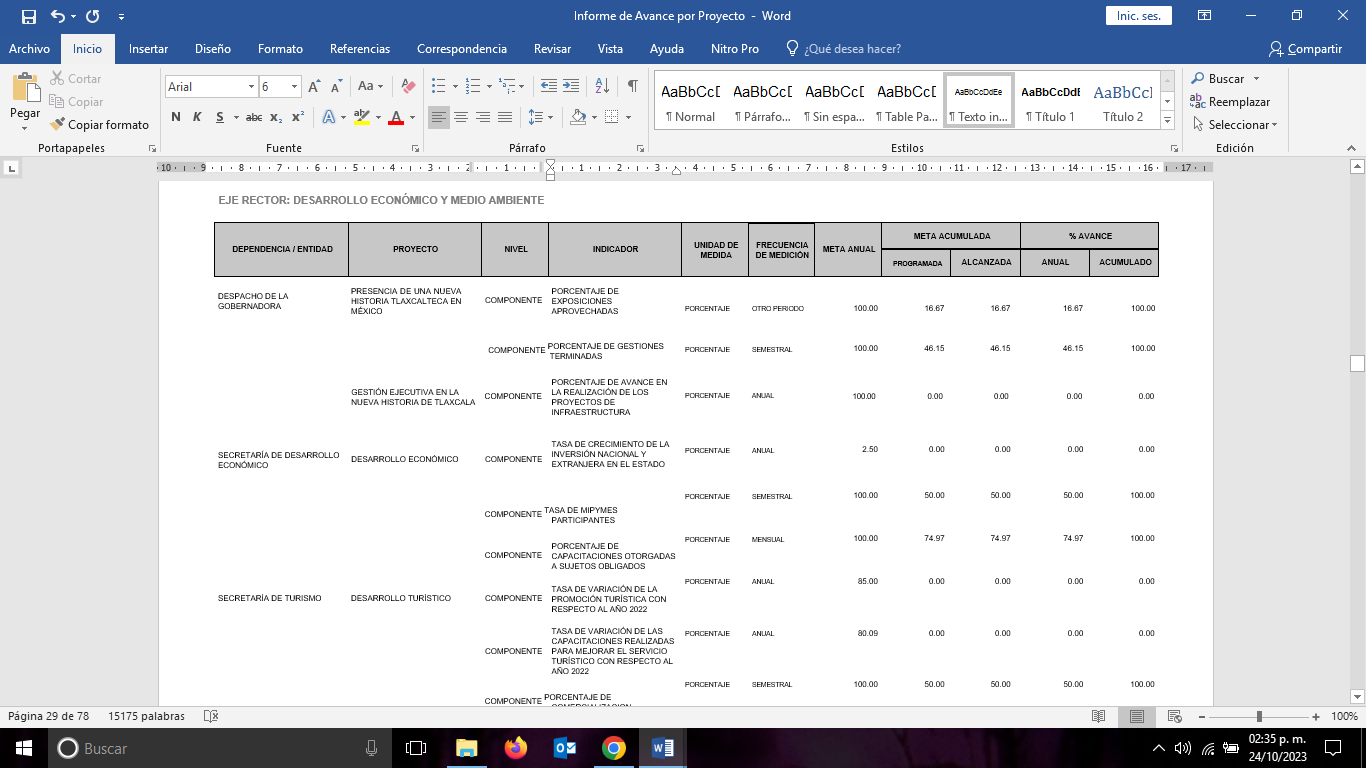 Informe de Avance por Proyecto - Word
Inic. ses.
Archivo Inicio Insertar Diseño Formato Referencias Correspondencia Revisar Vista Ayuda Nitro Pro ¿Qué desea hacer? Compartir
Pegar
Cortar
Copiar
Copiar formato
Portapapeles
Arial 6
N K S abc x₂ x²
Fuente
Párrafo
AaBbCcDdEe
¶ Normal ¶ Párrafo... ¶ Sin espa... ¶ Table Pa... ¶ Texto in... ¶ Título 1 Título 2
Estilos
Buscar
Reemplazar
Seleccionar
Edición
EJE RECTOR: DESARROLLO ECONÓMICO Y MEDIO AMBIENTE
DEPENDENCIA / ENTIDAD PROYECTO NIVEL INDICADOR UNIDAD DE MEDIDA FRECUENCIA DE MEDICIÓN META ANUAL META ACUMULADA % AVANCE
PROGRAMADA ALCANZADA ANUAL ACUMULADO
DESPACHO DE LA GOBERNADORA PRESENCIA DE UNA NUEVA HISTORIA TLAXCALTECA EN MÉXICO COMPONENTE PORCENTAJE DE EXPOSICIONES APROVECHADAS PORCENTAJE OTRO PERIODO 100.00 16.67 16.67 16.67 100.00
COMPONENTE PORCENTAJE DE GESTIONES TERMINADAS PORCENTAJE SEMESTRAL 100.00 46.15 46.15 46.15 100.00
GESTIÓN EJECUTIVA EN LA NUEVA HISTORIA DE TLAXCALA COMPONENTE PORCENTAJE DE AVANCE EN LA REALIZACIÓN DE LOS PROYECTOS DE INFRAESTRUCTURA PORCENTAJE ANUAL 100.00 0.00 0.00 0.00 0.00
SECRETARÍA DE DESARROLLO ECONÓMICO DESARROLLO ECONÓMICO COMPONENTE TASA DE CRECIMIENTO DE LA INVERSIÓN NACIONAL Y EXTRANJERA EN EL ESTADO PORCENTAJE ANUAL 2.50 0.00 0.00 0.00 0.00
COMPONENTE TASA DE MIPYMES PARTICIPANTES PORCENTAJE SEMESTRAL 100.00 50.00 50.00 50.00 100.00
COMPONENTE PORCENTAJE DE CAPACITACIONES OTORGADAS A SUJETOS OBLIGADOS PORCENTAJE MENSUAL 100.00 74.97 74.97 74.97 100.00
SECRETARÍA DE TURISMO DESARROLLO TURÍSTICO COMPONENTE TASA DE VARIACIÓN DE LA PROMOCIÓN TURÍSTICA CON RESPECTO AL AÑO 2022 PORCENTAJE ANUAL 85.00 0.00 0.00 0.00 0.00
COMPONENTE TASA DE VARIACIÓN DE LAS CAPACITACIONES REALIZADAS PARA MEJORAR EL SERVICIO TURÍSTICO CON RESPECTO AL AÑO 2022 PORCENTAJE ANUAL 80.09 0.00 0.00 0.00 0.00
COMPONENTE PORCENTAJE DE PORCENTAJE SEMESTRAL 100.00 50.00 50.00 50.00 100.00
Página 29 de 78 15175 palabras 100%
Buscar
02:35 p. m.
24/10/2023